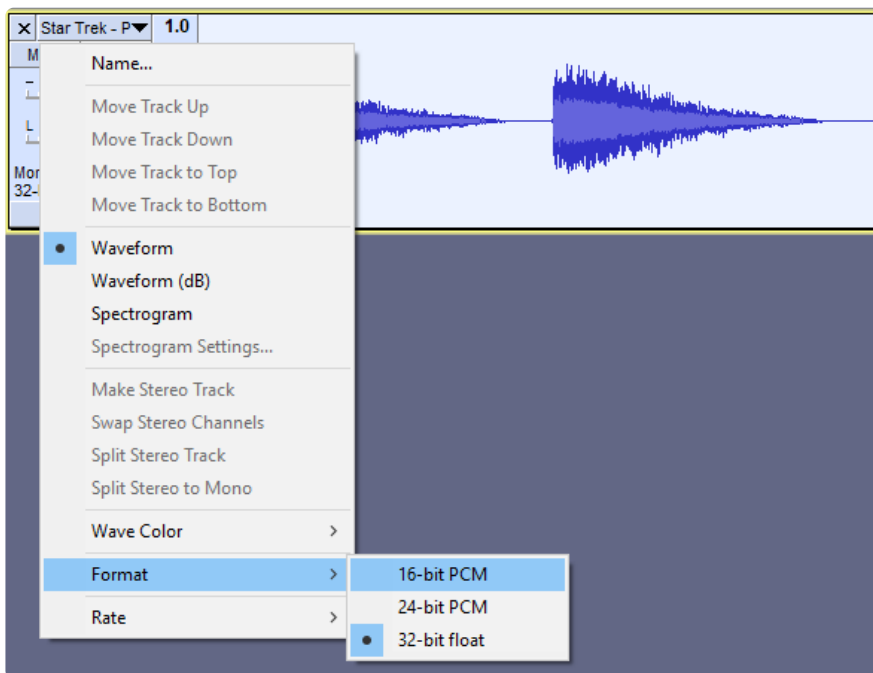 Star Trek - P
1.0
M
Name...
Move Track Up
Move Track Down
Move Track to Top
Move Track to Bottom
L
Mor
32-
Waveform
Waveform (dB)
Spectrogram
Spectrogram Settings...
Make Stereo Track
Swap Stereo Channels
Split Stereo Track
Split Stereo to Mono
Wave Color
Format
16-bit PCM
24-bit PCM
32-bit float
Rate